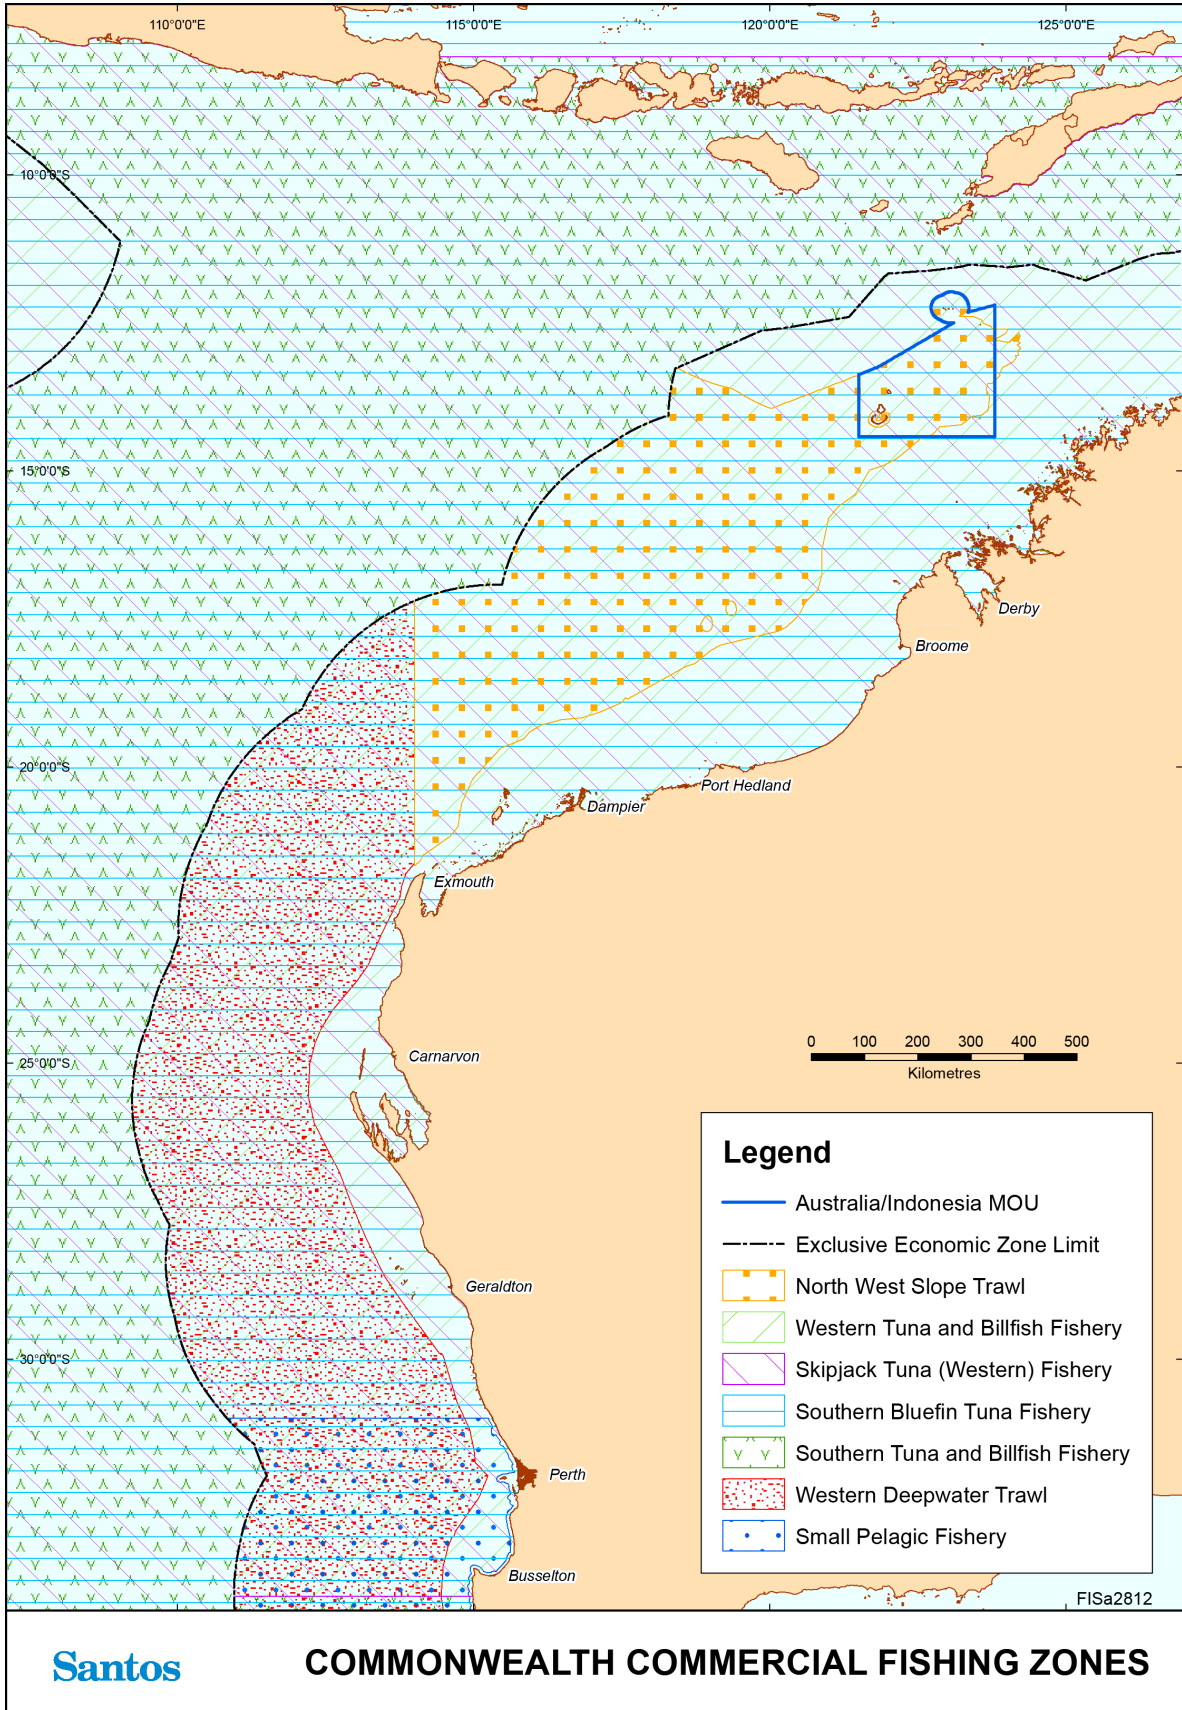 110°0'0"E 115°0'0"E 120°0'0"E 125°0'0"E
10°0'0"S
15°0'0"S
Derby
Broome
20°0'0"S
Port Hedland
Dampier
Exmouth
0 100 200 300 400 500
Kilometres
25°0'0"S
Carnarvon
Legend
Australia/Indonesia MOU
Exclusive Economic Zone Limit
North West Slope Trawl
Geraldton
Western Tuna and Billfish Fishery
30°0'0"S
Skipjack Tuna (Western) Fishery
Southern Bluefin Tuna Fishery
Southern Tuna and Billfish Fishery
Perth
Western Deepwater Trawl
Small Pelagic Fishery
Busselton
FISa2812
Santos
COMMONWEALTH COMMERCIAL FISHING ZONES